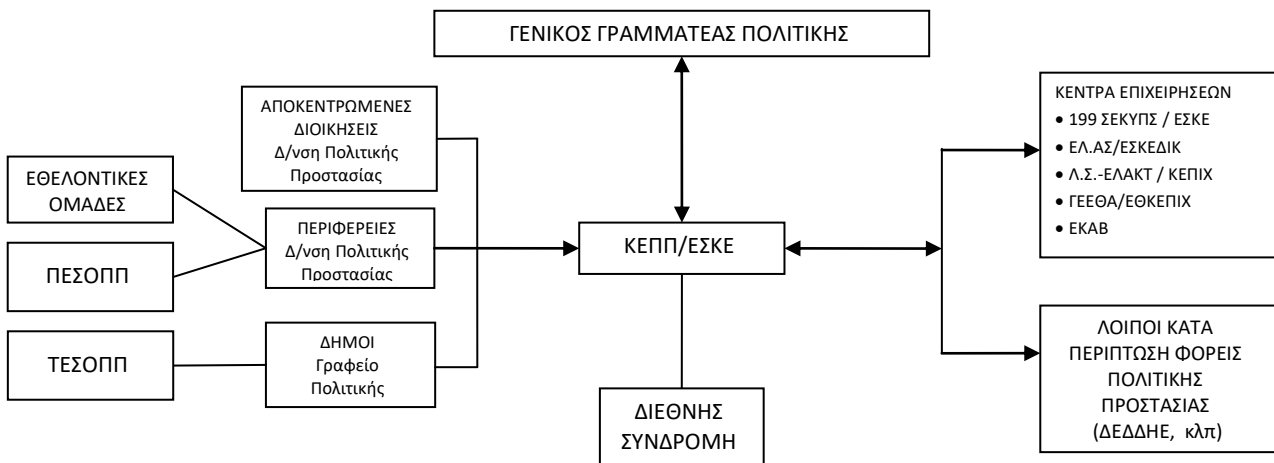 ΓΕΝΙΚΟΣ ΓΡΑΜΜΑΤΕΑΣ ΠΟΛΙΤΙΚΗΣ
ΑΠΟΚΕΝΤΡΩΜΕΝΕΣ
ΔΙΟΙΚΗΣΕΙΣ
Δ/νση Πολιτικής
Προστασίας
ΕΘΕΛΟΝΤΙΚΕΣ
ΟΜΑΔΕΣ
ΠΕΣΟΠΠ
ΤΕΣΟΠΠ
ΠΕΡΙΦΕΡΕΙΕΣ
Δ/νση Πολιτικής
Προστασίας
ΔΗΜΟΙ
Γραφείο
Πολιτικής
ΚΕΠΠ/ΕΣΚΕ
ΔΙΕΘΝΗΣ
ΣΥΝΔΡΟΜΗ
ΚΕΝΤΡΑ ΕΠΙΧΕΙΡΗΣΕΩΝ
• 199 ΣΕΚΥΠΣ / ΕΣΚΕ
• ΕΛ.ΑΣ/ΕΣΚΕΔΙΚ
• Λ.Σ.-ΕΛΑΚΤ / ΚΕΠΙΧ
• ΓΕΕΘΑ/ΕΘΚΕΠΙΧ
• ΕΚΑΒ
ΛΟΙΠΟΙ ΚΑΤΑ
ΠΕΡΙΠΤΩΣΗ ΦΟΡΕΙΣ
ΠΟΛΙΤΙΚΗΣ
ΠΡΟΣΤΑΣΙΑΣ
(ΔΕΔΔΗΕ, κλπ)